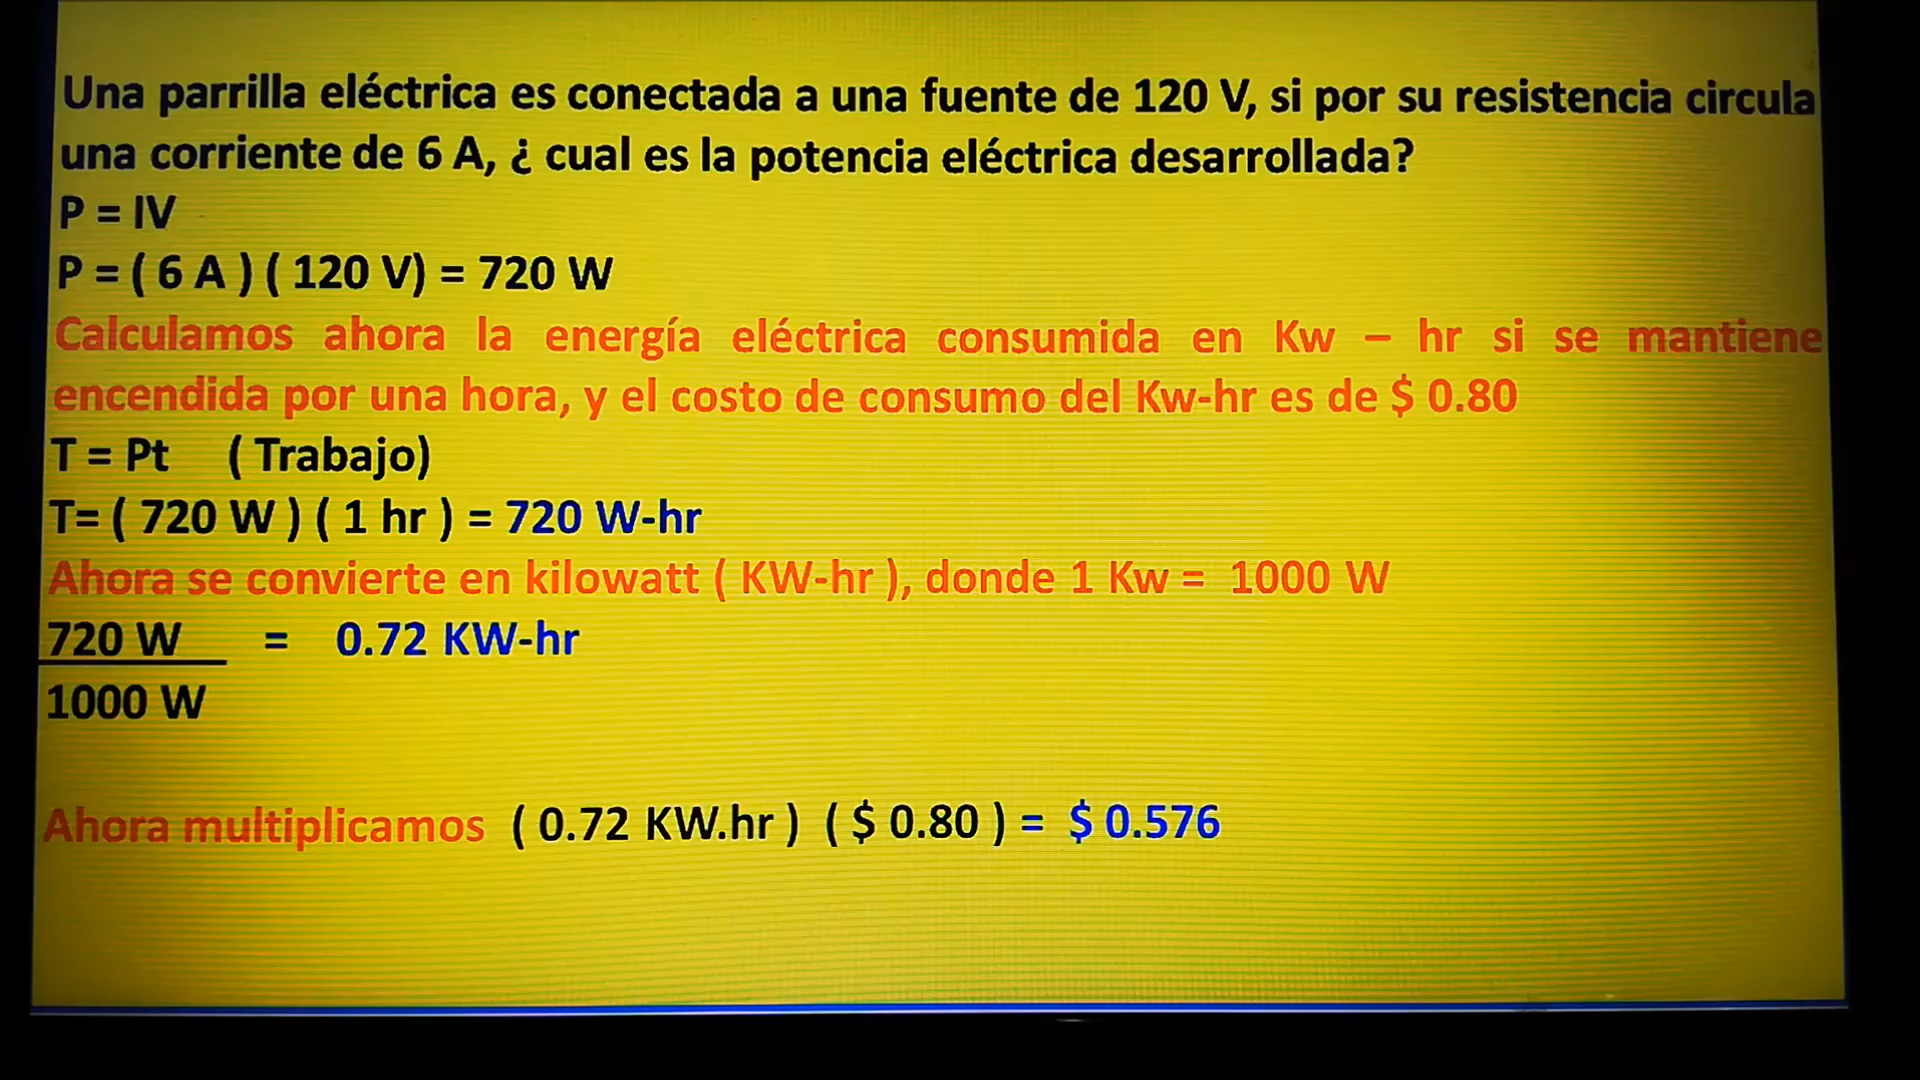 Una parrilla eléctrica es conectada a una fuente de 120 V, si por su resistencia circula
una corriente de 6 A, ¿ cual es la potencia eléctrica desarrollada?
P = IV
P = ( 6 A ) ( 120 V) = 720 W
Calculamos ahora la energía eléctrica consumida en Kw – hr si se mantiene
encendida por una hora, y el costo de consumo del Kw-hr es de $ 0.80
T = Pt ( Trabajo)
T= ( 720 W ) ( 1 hr ) = 720 W-hr
Ahora se convierte en kilowatt ( KW-hr ), donde 1 Kw = 1000 W
720 W = 0.72 KW-hr
1000 W
Ahora multiplicamos ( 0.72 KW.hr ) ( $ 0.80 ) = $ 0.576